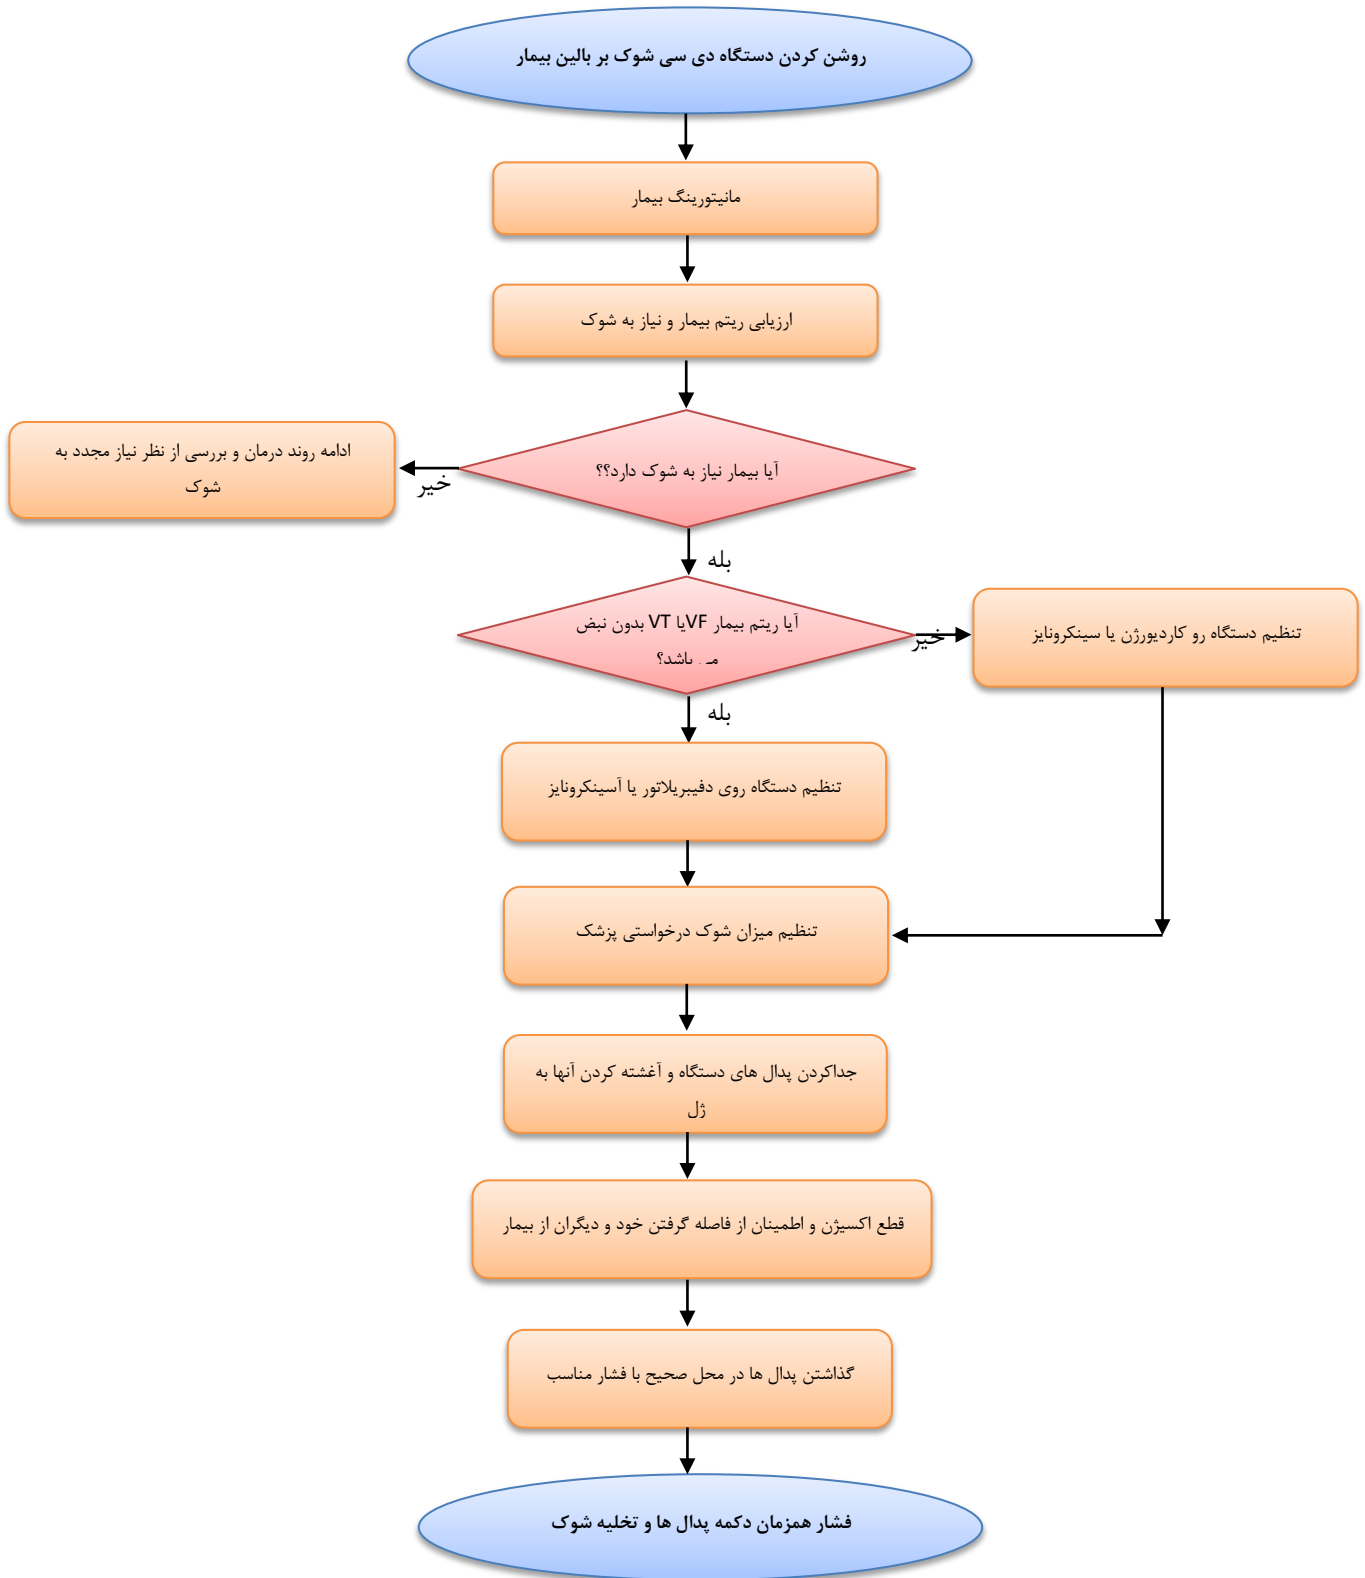 روشن کردن دستگاه دی سی شوک بر بالین بیمار
مانیتورینگ بیمار
ارزیابی ریتم بیمار و نیاز به شوک
آیا بیمار نیاز به شوک دارد؟؟
خیر
ادامه روند درمان و بررسی از نظر نیاز مجدد به
شوک
بله
آیا ریتم بیمار VFیا VT بدون نبض
باشد؟
خیر
تنظیم دستگاه رو کاردیورژن یا سینکرونایز
بله
تنظیم دستگاه روی دفیبریلاتور یا آسینکرونایز
تنظیم میزان شوک درخواستی پزشک
جداکردن پدال های دستگاه و آغشته کردن آنها به
ژل
قطع اکسیژن و اطمینان از فاصله گرفتن خود و دیگران از بیمار
گذاشتن پدال ها در محل صحیح با فشار مناسب
فشار همزمان دکمه پدال ها و تخلیه شوک